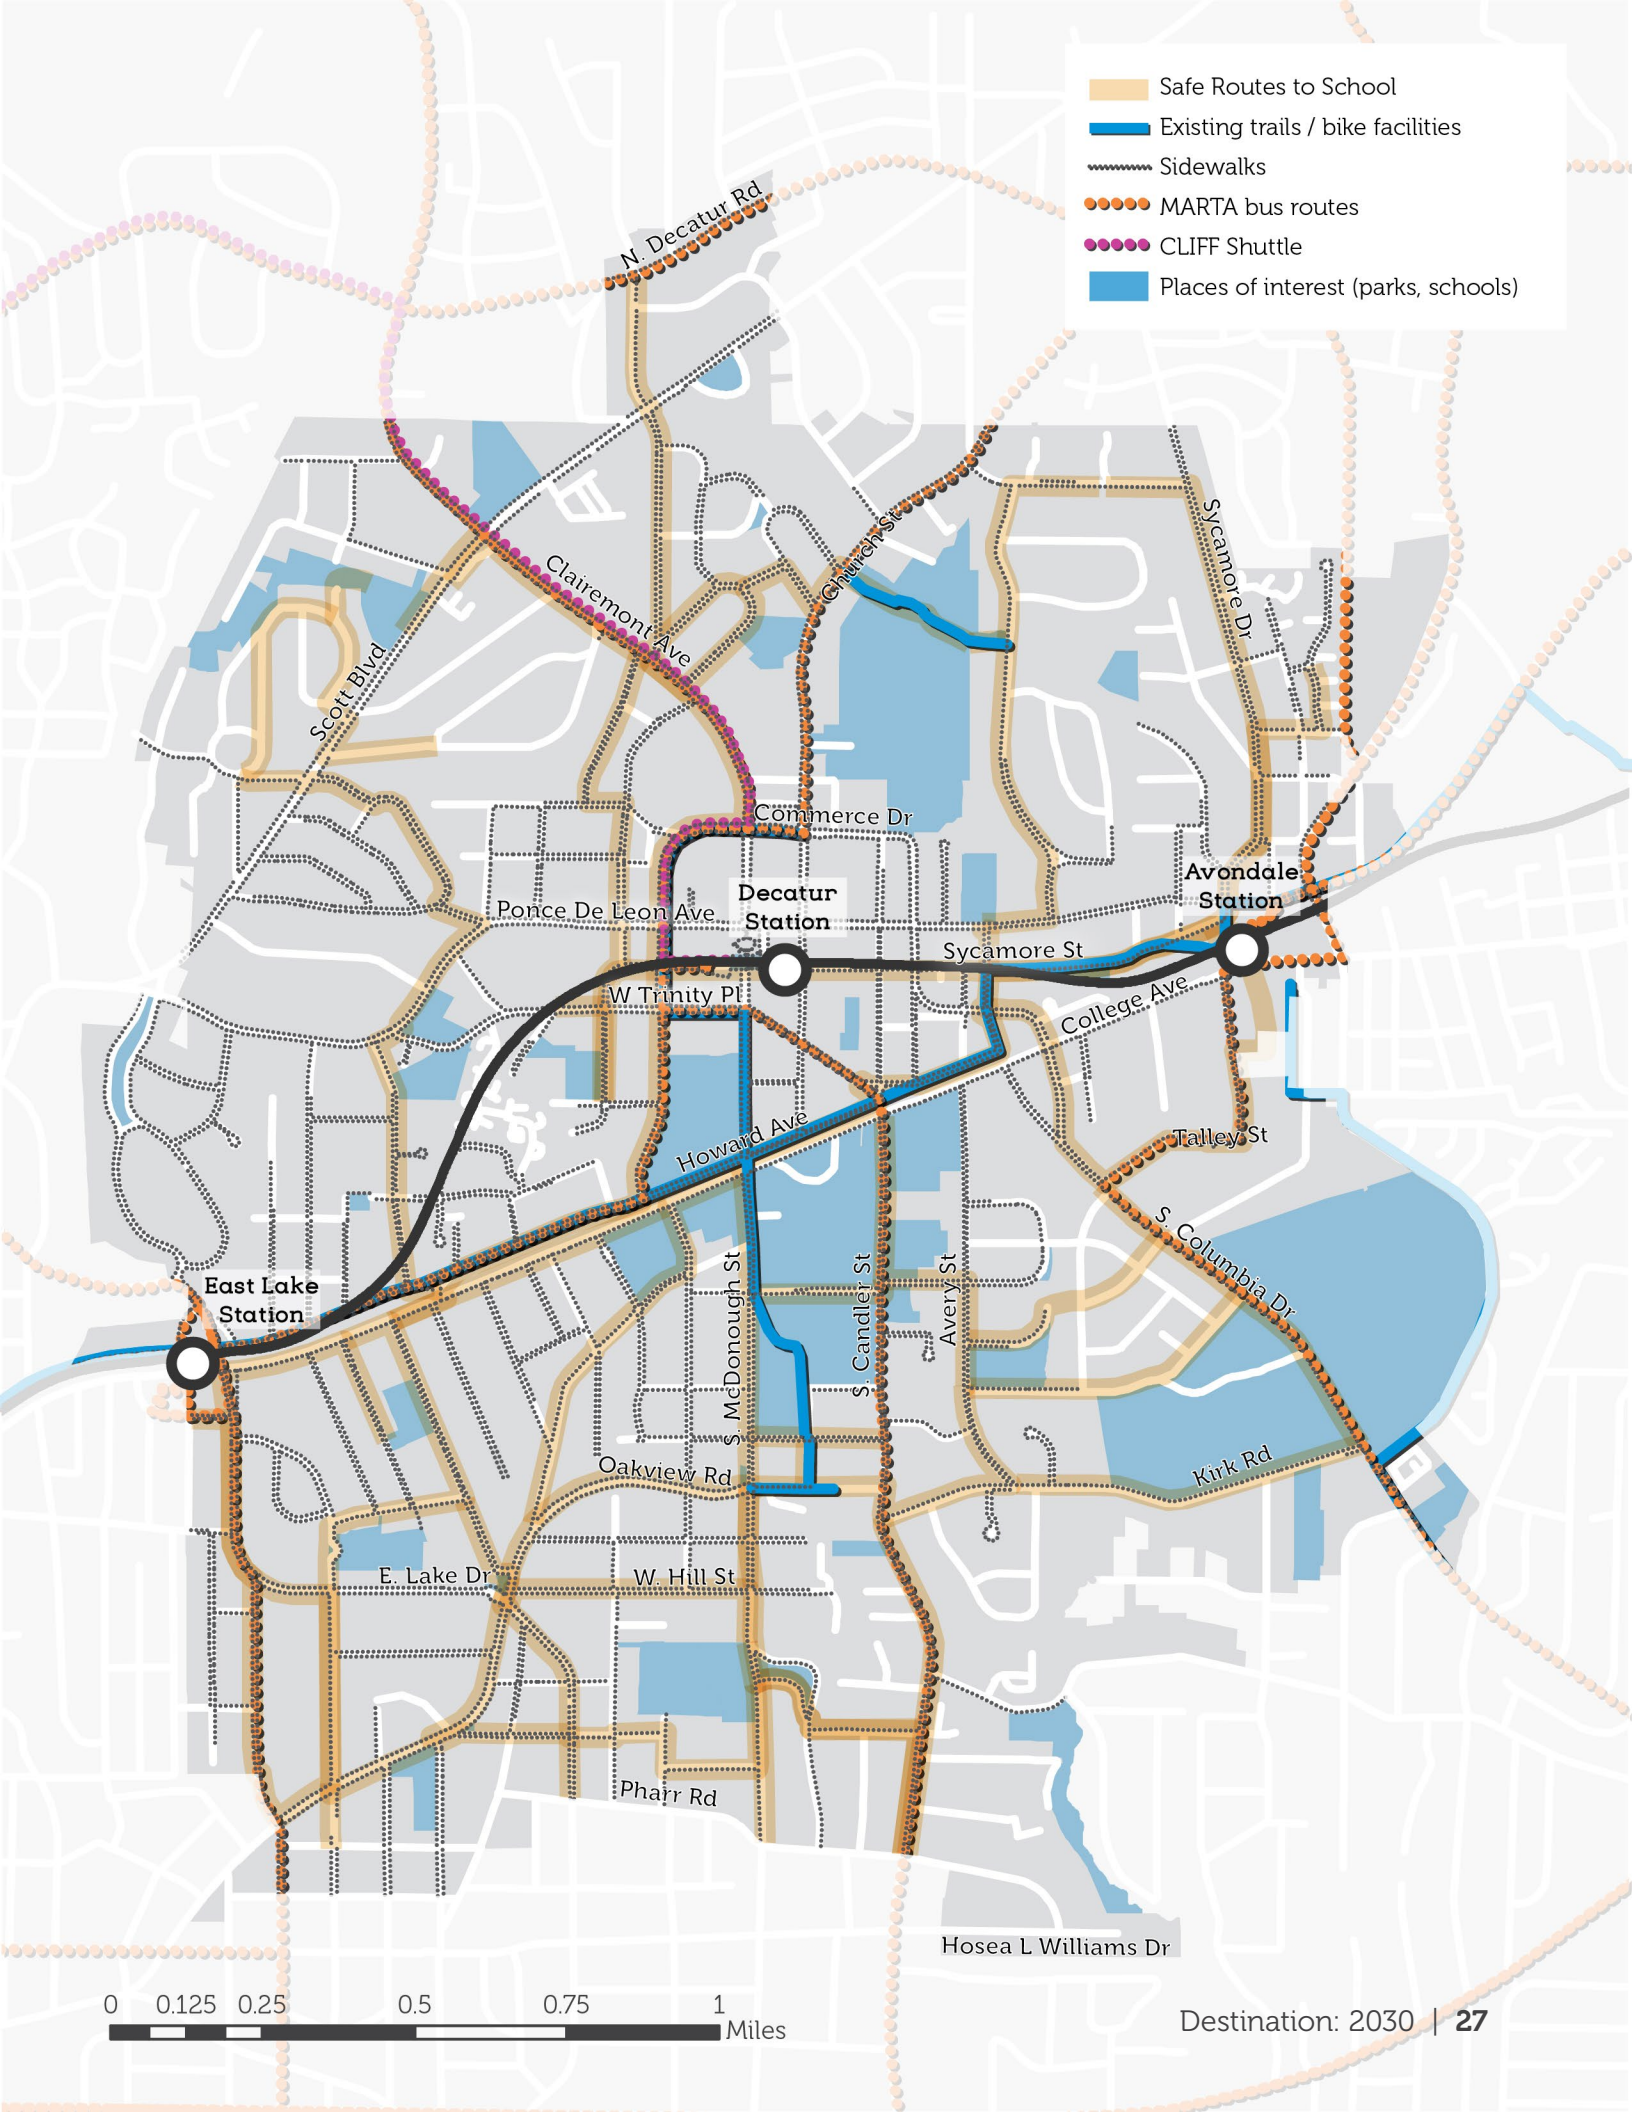 Safe Routes to School
Existing trails / bike facilities
Sidewalks
MARTA bus routes
CLIFF Shuttle
Places of interest (parks, schools)
N. Decatur Rd
Church St
Sycamore Dr
Clairemont Ave
Scott Blvd
Commerce Dr
Decatur
Station
Avondale
Station
Ponce De Leon Ave
Sycamore St
W Trinity Pl
College Ave
Howard Ave
Talley St
S. Columbia Dr
East Lake
Station
S. McDonough St
S. Candler St
Avery St
Oakview Rd
Kirk Rd
E. Lake Dr
W. Hill St
Pharr Rd
Hosea L Williams Dr
0 0.125 0.25 0.5 0.75 1
Miles
Destination: 2030 | 27